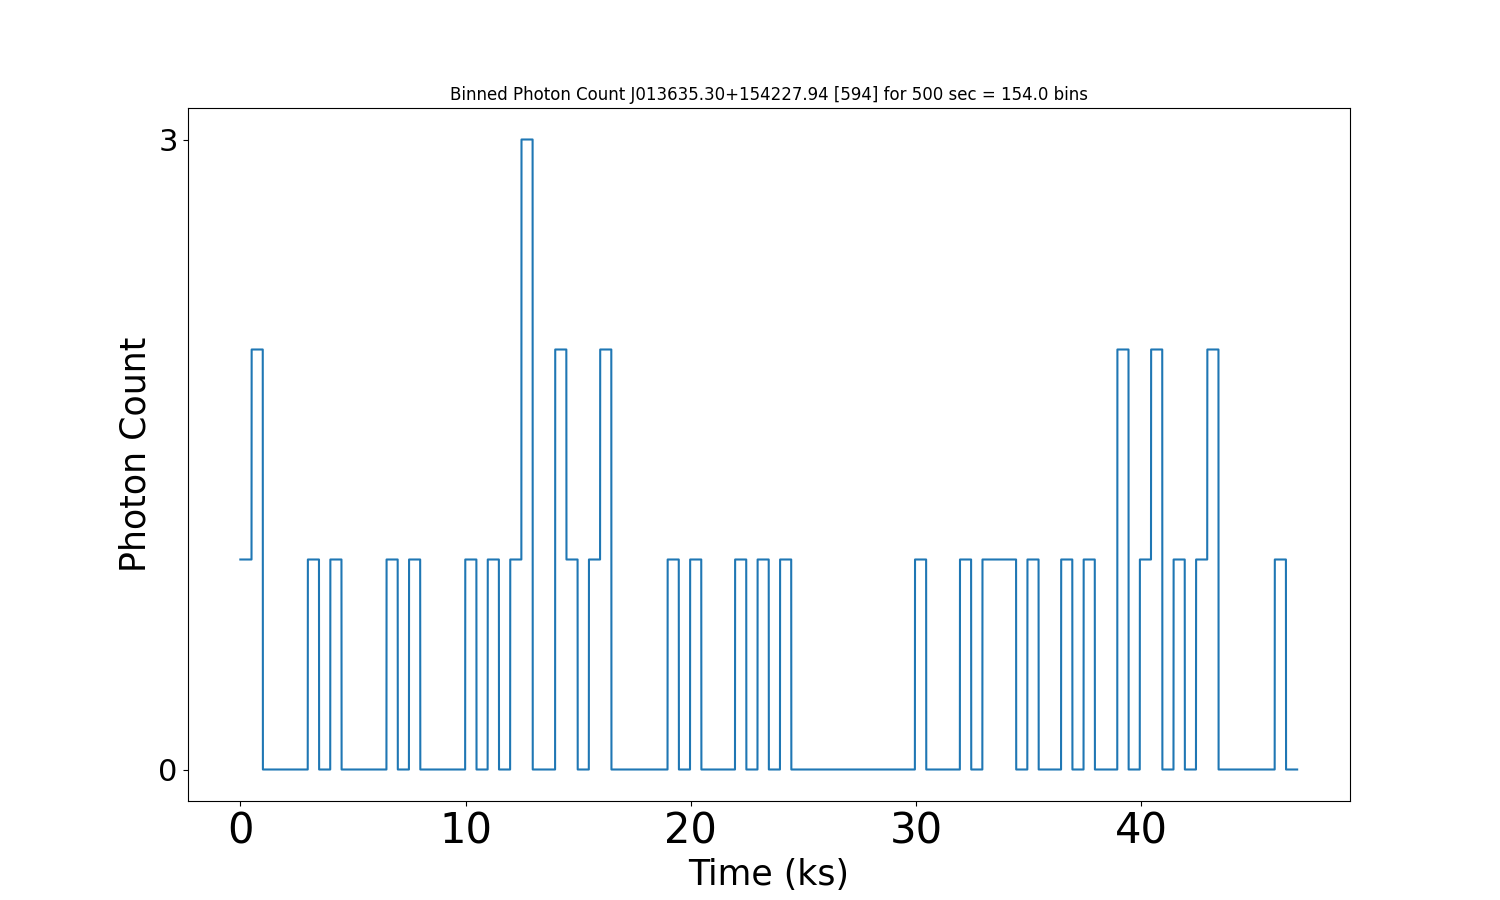 Binned Photon Count J013635.30+154227.94 [594] for 500 sec = 154.0 bins
3
Photon Count
0
0 10 20 30 40
Time (ks)